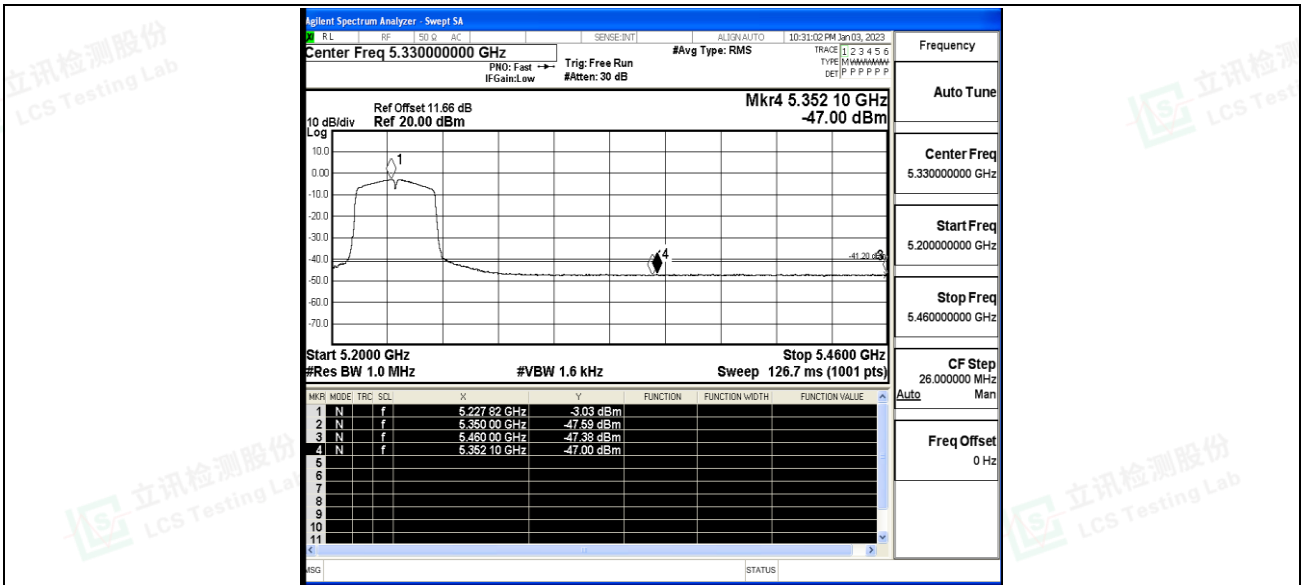 Agilent Spectrum Analyzer - Swept SA
RL RF 50 Ω AC SENSE:INT ALIGN AUTO 10:31:02 PM Jan 03, 2023
Center Freq 5.330000000 GHz
PNO: Fast
IFGain:Low
Trig: Free Run
#Atten: 30 dB
#Avg Type: RMS
TRACE 1 2 3 4 5 6
TYPE M WWWWW
DET P P P P P P
Ref Offset 11.66 dB
10 dB/div Ref 20.00 dBm
Mkr4 5.352 10 GHz
-47.00 dBm
Log
10.0
0.00
-10.0
-20.0
-30.0
-40.0
-50.0
-60.0
-70.0
1
4
-41.20 dBm
Start 5.2000 GHz Stop 5.4600 GHz
#Res BW 1.0 MHz #VBW 1.6 kHz Sweep 126.7 ms (1001 pts)
MKR MODE TRC SCL X Y FUNCTION FUNCTION WIDTH FUNCTION VALUE
1 N f 5.227 82 GHz -3.03 dBm
2 N f 5.350 00 GHz -47.59 dBm
3 N f 5.460 00 GHz -47.38 dBm
4 N f 5.352 10 GHz -47.00 dBm
5
6
7
8
9
10
11
MSG STATUS
Frequency
Auto Tune
Center Freq
5.330000000 GHz
Start Freq
5.200000000 GHz
Stop Freq
5.460000000 GHz
CF Step
26.000000 MHz
Auto Man
Freq Offset
0 Hz
立讯检测股份
LCS Testing Lab
立讯检测
LCS Test
立讯检测股份
LCS Testing Lab
立讯检测股份
LCS Testing Lab